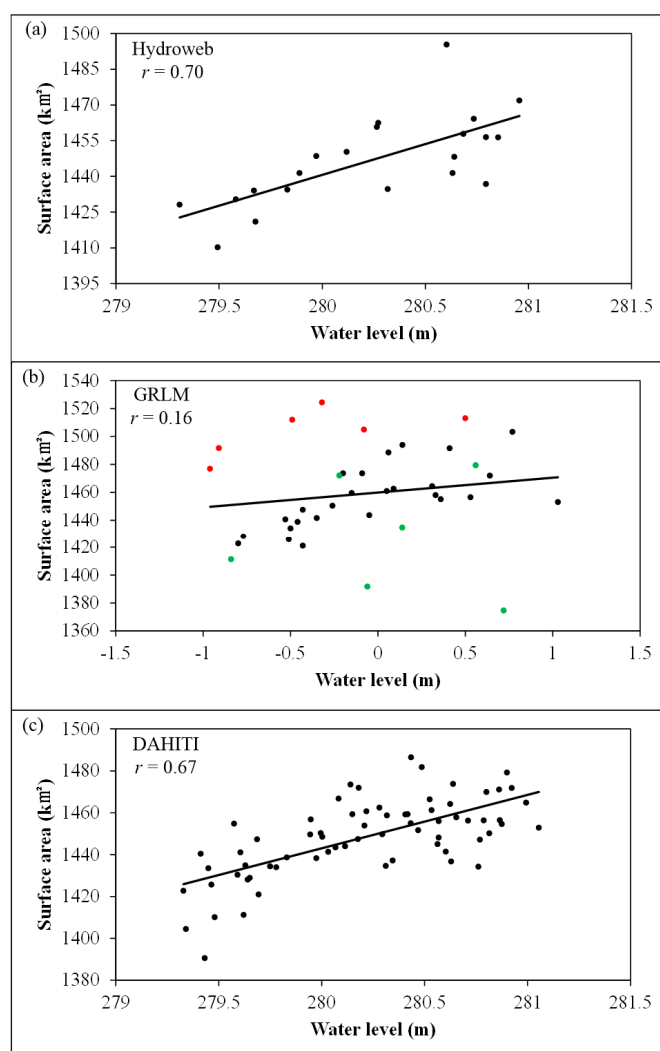 (a)
Hydroweb
r = 0.70
Surface area (km²)
1500
1485
1470
1455
1440
1425
1410
1395
279 279.5 280 280.5 281 281.5
Water level (m)
(b)
GRLM
r = 0.16
Surface area (km²)
1540
1520
1500
1480
1460
1440
1420
1400
1380
1360
-1.5 -1 -0.5 0 0.5 1 1.5
Water level (m)
(c)
DAHITI
r = 0.67
Surface area (km²)
1500
1480
1460
1440
1420
1400
1380
279 279.5 280 280.5 281 281.5
Water level (m)